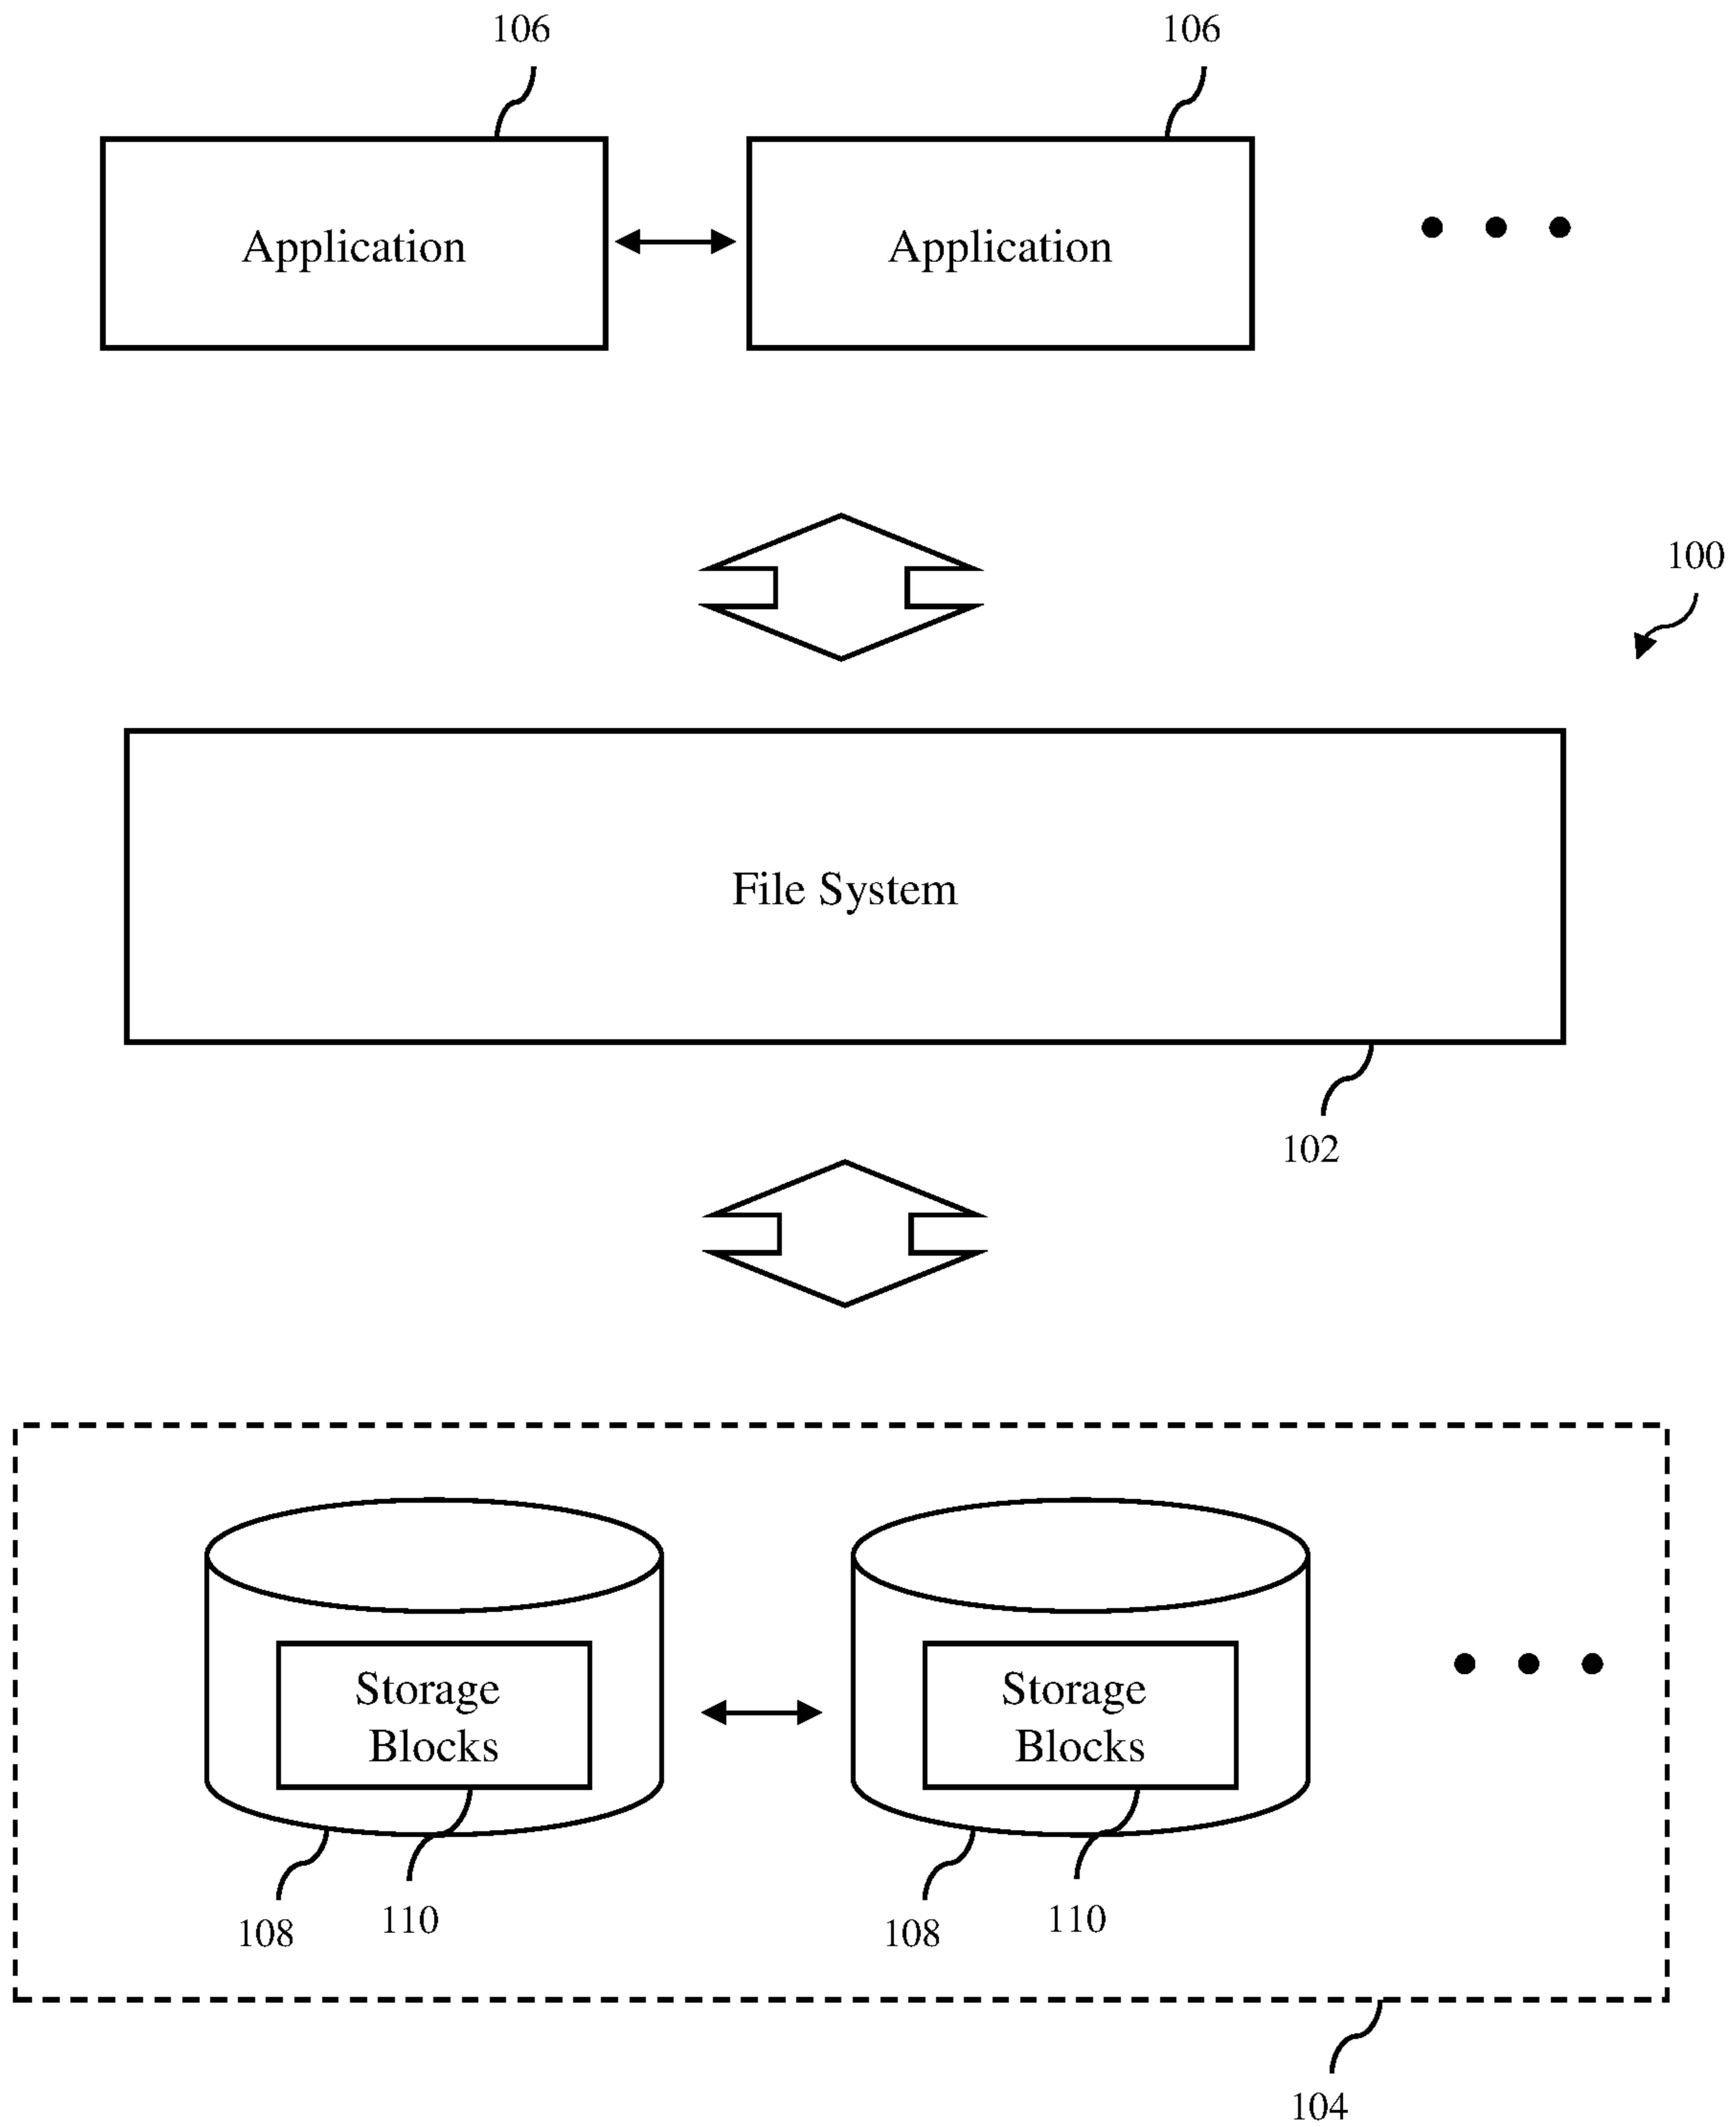 106
106
Application
Application
100
File System
102
Storage
Blocks
Storage
Blocks
108
110
108
110
104